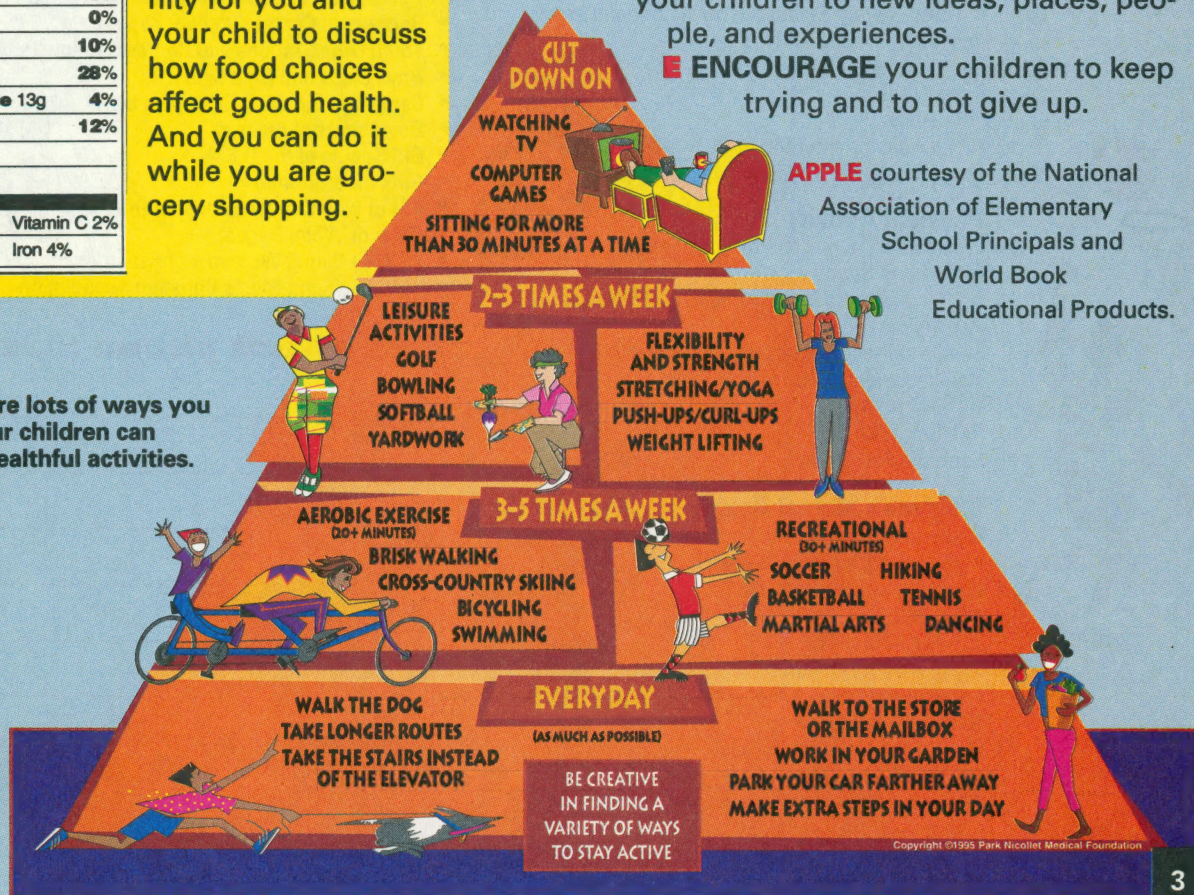 0%
10%
28%
13g 4%
12%
Vitamin C 2%
Iron 4%
nity for you and
your child to discuss
how food choices
affect good health.
And you can do it
while you are gro-
cery shopping.
your children to new ideas, places, peo-
ple, and experiences.
E ENCOURAGE your children to keep
trying and to not give up.
APPLE courtesy of the National
Association of Elementary
School Principals and
World Book
Educational Products.
re lots of ways you
ur children can
ealthful activities.
CUT
DOWN ON
WATCHING
TV
COMPUTER
GAMES
SITTING FOR MORE
THAN 30 MINUTES AT A TIME
2-3 TIMES A WEEK
LEISURE
ACTIVITIES
GOLF
BOWLING
SOFTBALL
YARDWORK
FLEXIBILITY
AND STRENGTH
STRETCHING/YOGA
PUSH-UPS/CURL-UPS
WEIGHT LIFTING
3-5 TIMES A WEEK
AEROBIC EXERCISE
(20+ MINUTES)
BRISK WALKING
CROSS-COUNTRY SKIING
BICYCLING
SWIMMING
RECREATIONAL
(30+ MINUTES)
SOCCER HIKING
BASKETBALL TENNIS
MARTIAL ARTS DANCING
EVERYDAY
(AS MUCH AS POSSIBLE)
WALK THE DOG
TAKE LONGER ROUTES
TAKE THE STAIRS INSTEAD
OF THE ELEVATOR
WALK TO THE STORE
OR THE MAILBOX
WORK IN YOUR GARDEN
PARK YOUR CAR FARTHER AWAY
MAKE EXTRA STEPS IN YOUR DAY
BE CREATIVE
IN FINDING A
VARIETY OF WAYS
TO STAY ACTIVE
Copyright ©1995 Park Nicollet Medical Foundation
3